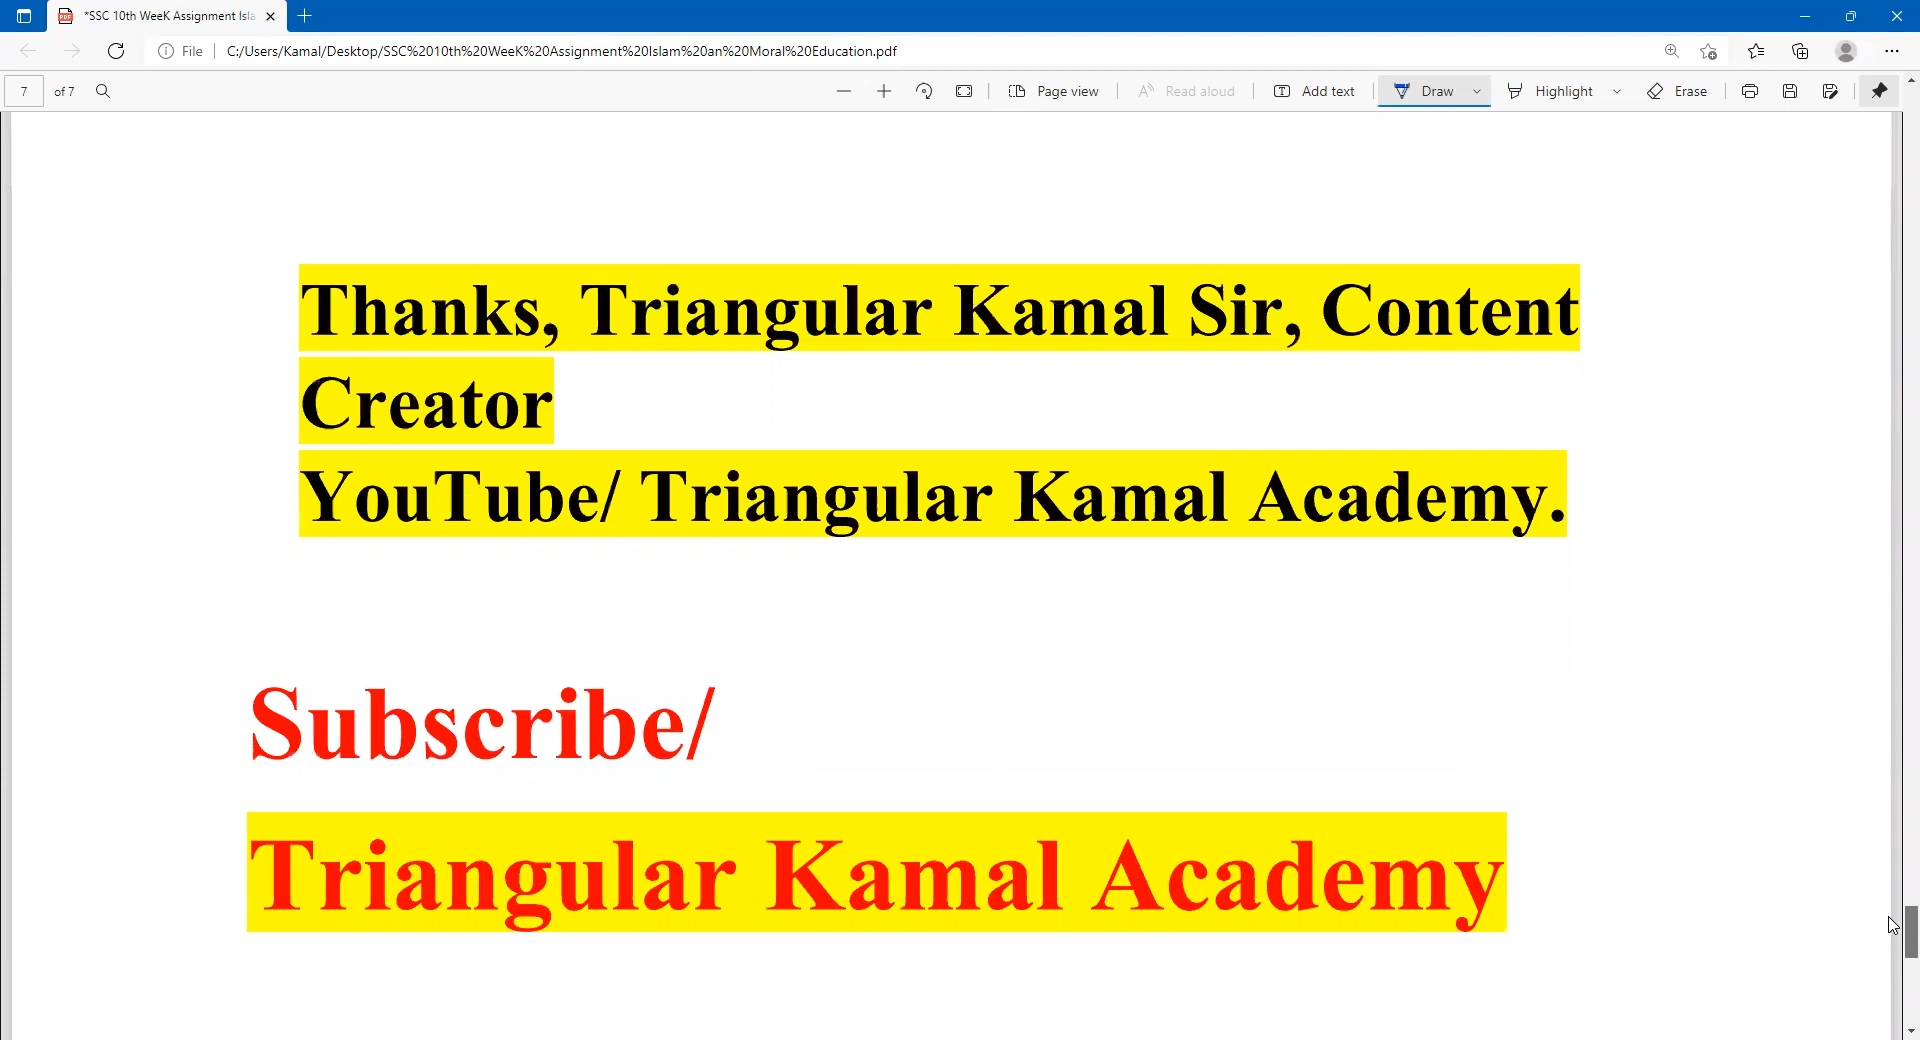 *SSC 10th WeeK Assignment Isla
File
C:/Users/Kamal/Desktop/SSC%2010th%20WeeK%20Assignment%20Islam%20an%20Moral%20Education.pdf
7 of 7
Page view
Read aloud
Add text
Draw
Highlight
Erase
Thanks, Triangular Kamal Sir, Content
Creator
YouTube/ Triangular Kamal Academy.
Subscribe/
Triangular Kamal Academy